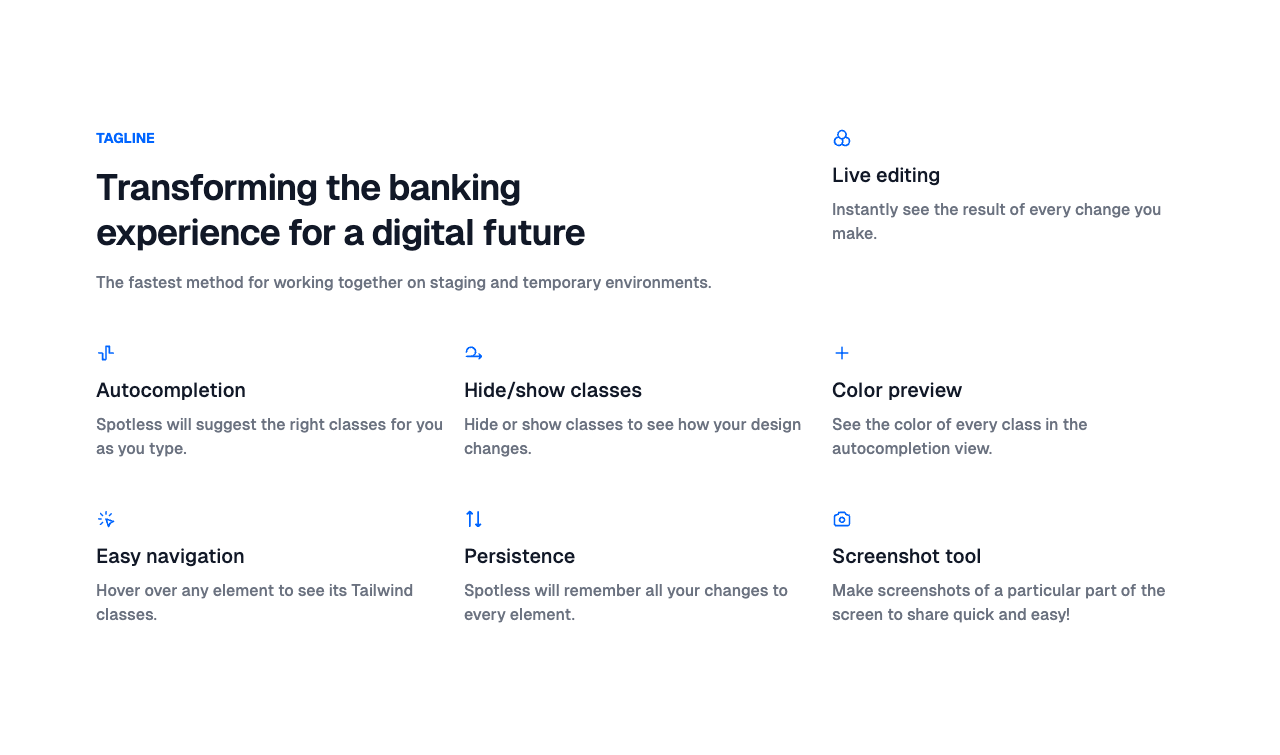 TAGLINE
Transforming the banking
experience for a digital future
The fastest method for working together on staging and temporary environments.
Live editing
Instantly see the result of every change you
make.
Autocompletion
Spotless will suggest the right classes for you
as you type.
Hide/show classes
Hide or show classes to see how your design
changes.
Color preview
See the color of every class in the
autocompletion view.
Easy navigation
Hover over any element to see its Tailwind
classes.
Persistence
Spotless will remember all your changes to
every element.
Screenshot tool
Make screenshots of a particular part of the
screen to share quick and easy!